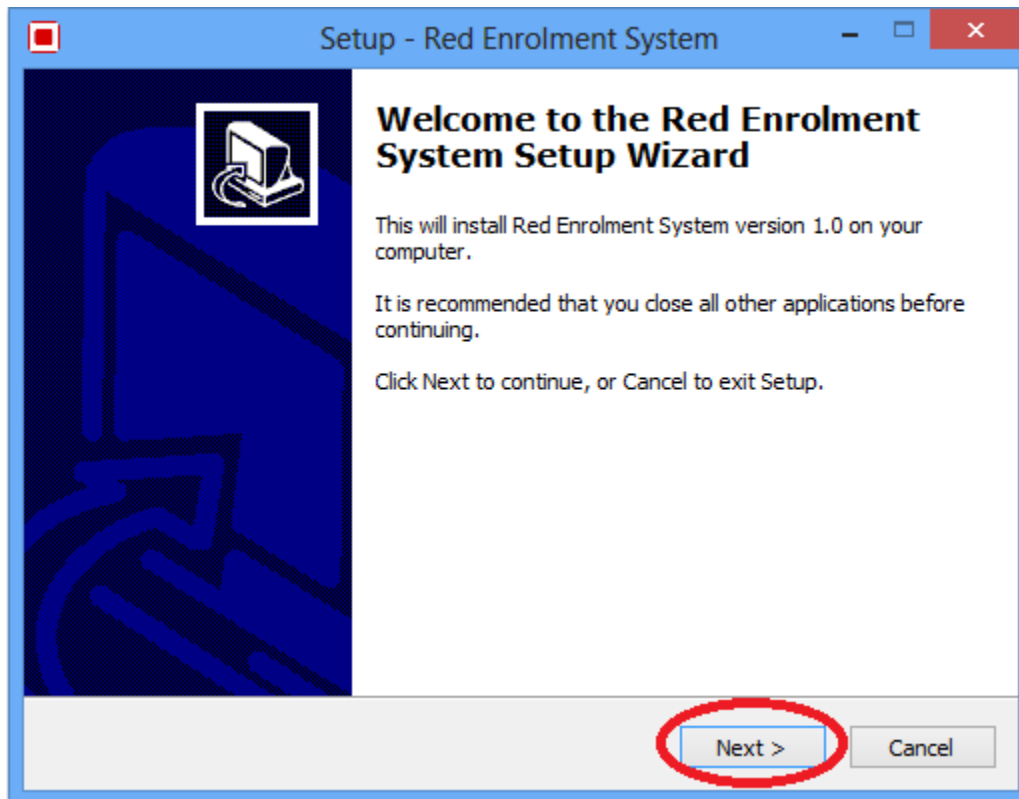 Setup - Red Enrolment System
Welcome to the Red Enrolment
System Setup Wizard
This will install Red Enrolment System version 1.0 on your
computer.
It is recommended that you close all other applications before
continuing.
Click Next to continue, or Cancel to exit Setup.
Next >
Cancel